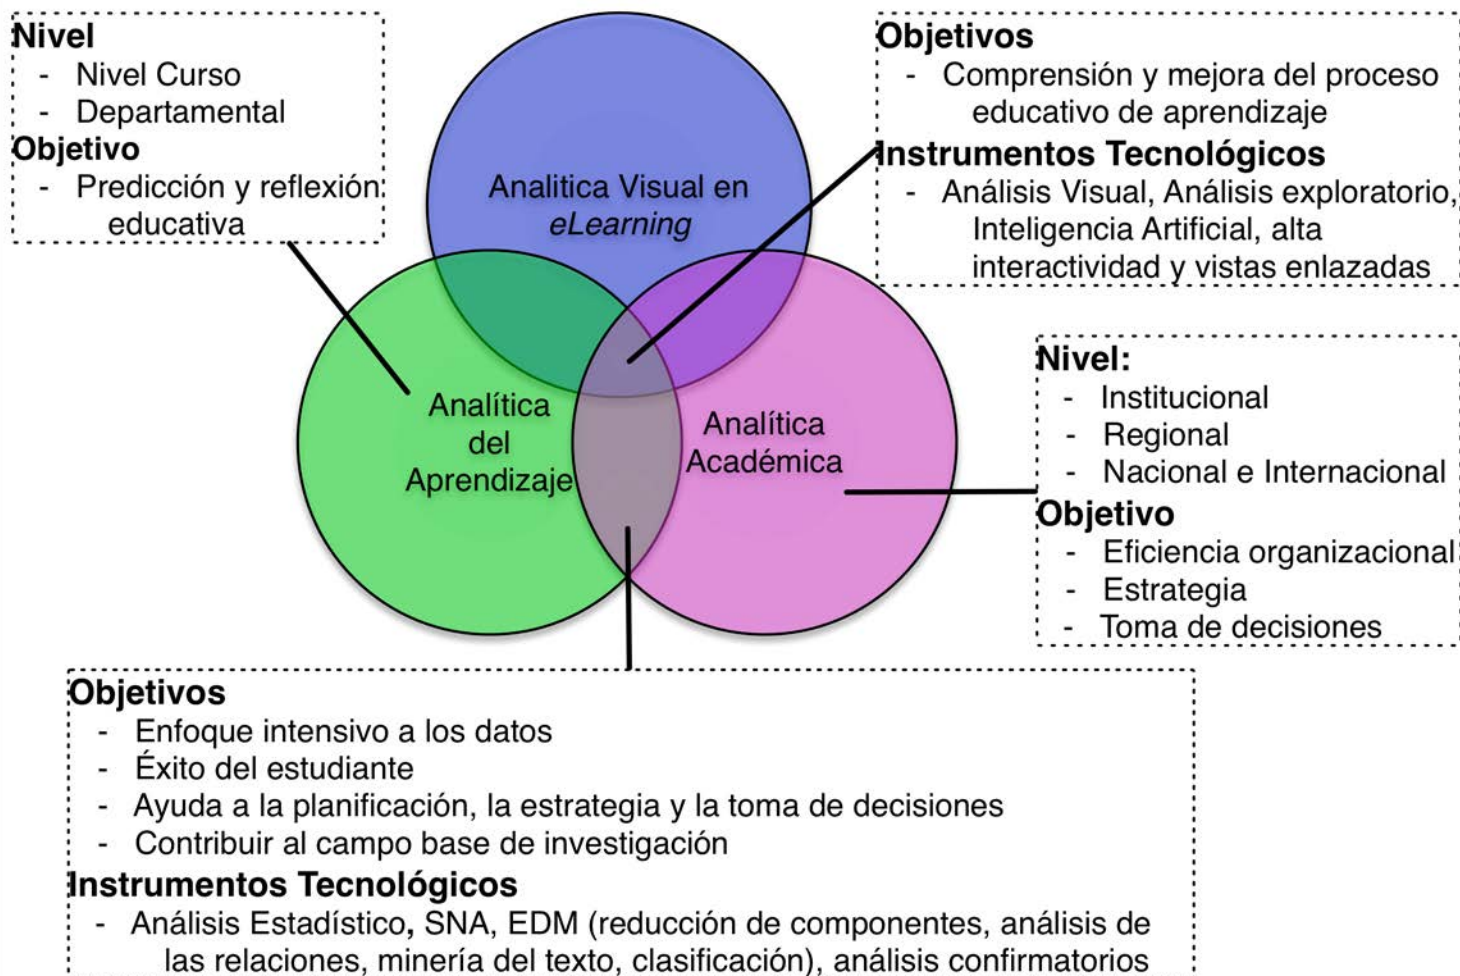 Nivel
- Nivel Curso
- Departamental
Objetivo
- Predicción y reflexión
educativa
Analitica Visual en
eLearning
Objetivos
- Comprensión y mejora del proceso
educativo de aprendizaje
Instrumentos Tecnológicos
- Análisis Visual, Análisis exploratorio,
Inteligencia Artificial, alta
interactividad y vistas enlazadas
Analítica
del
Aprendizaje
Analítica
Académica
Nivel:
- Institucional
- Regional
- Nacional e Internacional
Objetivo
- Eficiencia organizacional
- Estrategia
- Toma de decisiones
Objetivos
- Enfoque intensivo a los datos
- Éxito del estudiante
- Ayuda a la planificación, la estrategia y la toma de decisiones
- Contribuir al campo base de investigación
Instrumentos Tecnológicos
- Análisis Estadístico, SNA, EDM (reducción de componentes, análisis de
las relaciones, minería del texto, clasificación), análisis confirmatorios